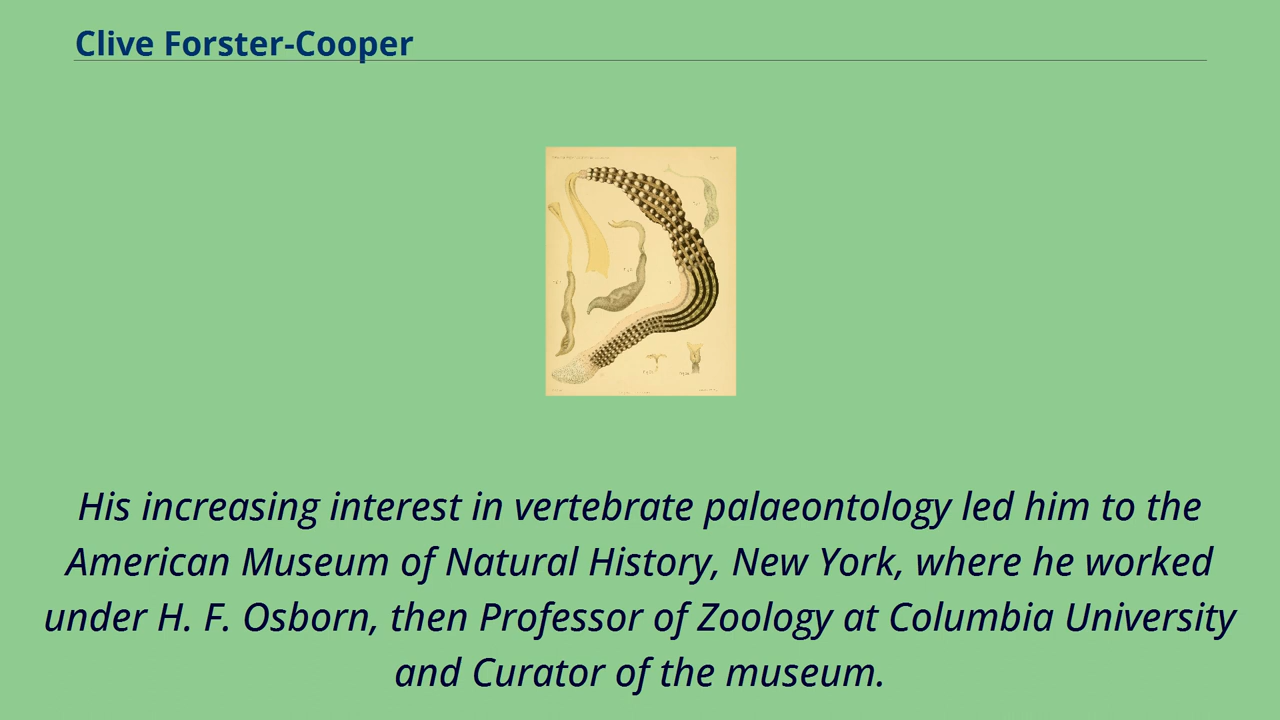 Clive Forster-Cooper
His increasing interest in vertebrate palaeontology led him to the
American Museum of Natural History, New York, where he worked
under H. F. Osborn, then Professor of Zoology at Columbia University
and Curator of the museum.